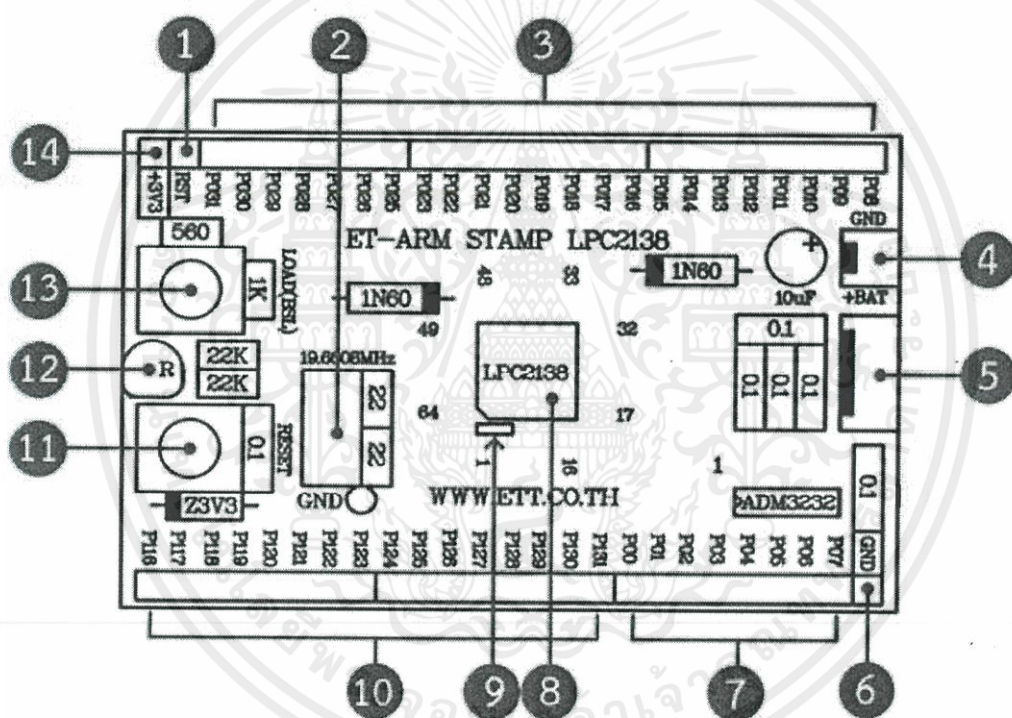 1
2
3
14
+3V3
RST
P031
P030
P029
P028
P027
P026
P025
P023
P022
P021
P020
P019
P018
P017
P016
P015
P014
P013
P012
P011
P010
P09
P08
560
ET-ARM STAMP LPC2138
GND
4
13
1K
LOAD(BSL)
1N60
48
33
1N60
+
10uF
+BAT
49
32
0.1
12
R
22K
22K
19.6608MHz
LPC2138
0.1
0.1
0.1
5
22
22
64
17
11
0.1
RESET
1
16
1
Z3V3
GND
WWW.ETT.CO.TH
ADM3232
0.1
P116
P117
P118
P119
P120
P121
P122
P123
P124
P125
P126
P127
P128
P129
P130
P131
P00
P01
P02
P03
P04
P05
P06
P07
GND
10
9
8
7
6